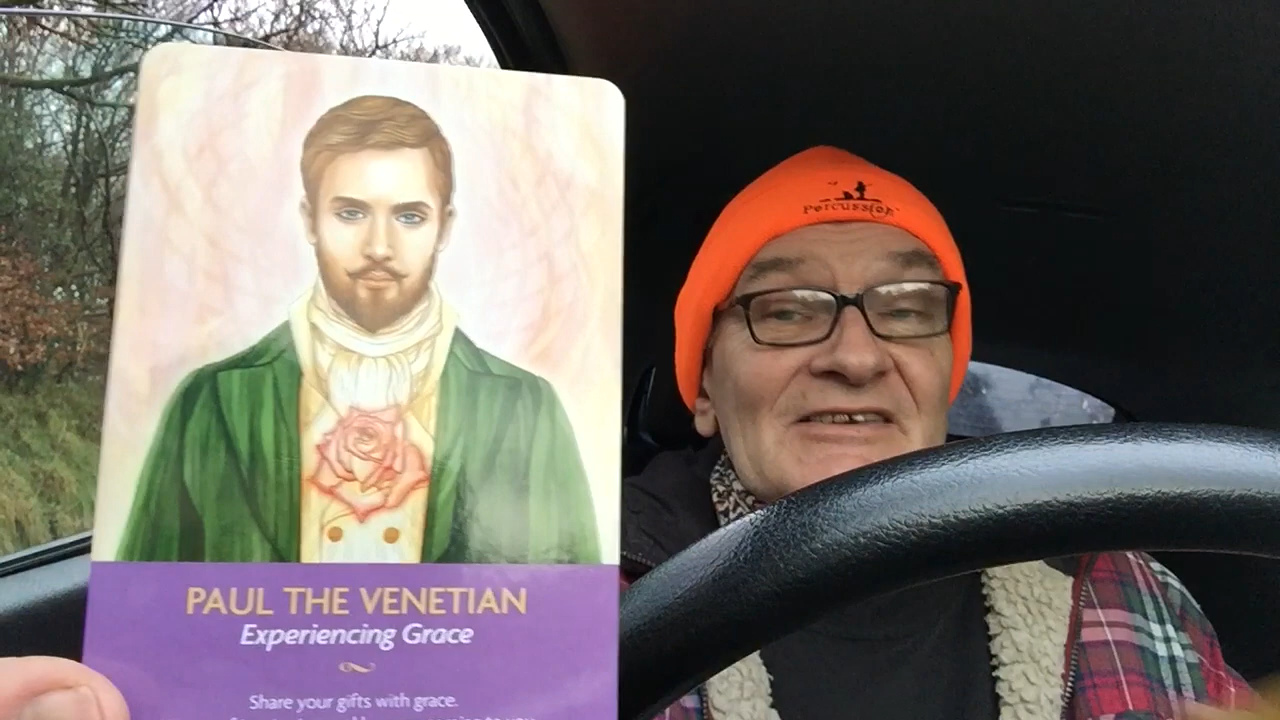 PAUL THE VENETIAN
Experiencing Grace
Share your gifts with grace.
Percussion